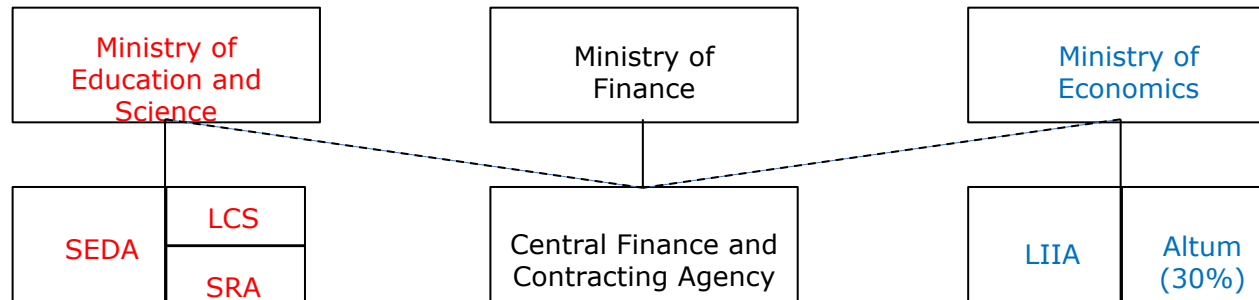 Ministry of
Education and
Science
Ministry of
Finance
Ministry of
Economics
SEDA
LCS
SRA
Central Finance and
Contracting Agency
LIIA
Altum
(30%)